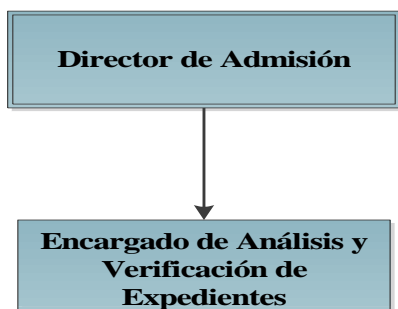 Director de Admisión
Encargado de Análisis y
Verificación de
Expedientes